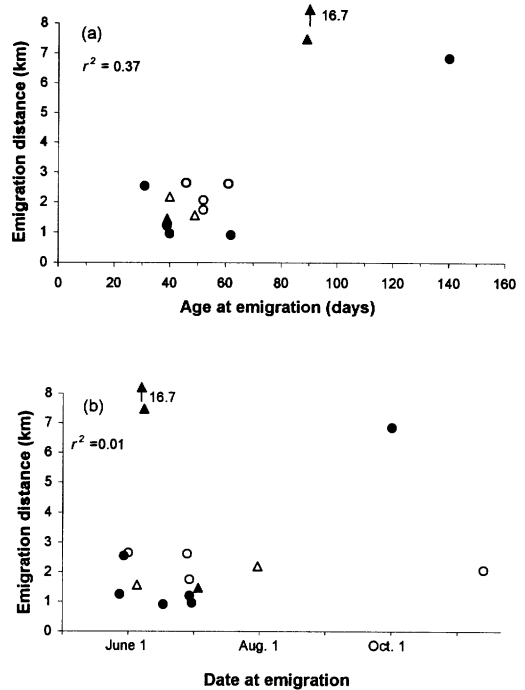 (a)
16.7
r² = 0.37
Emigration distance (km)
8
7
6
5
4
3
2
1
0
0 20 40 60 80 100 120 140 160
Age at emigration (days)
(b)
16.7
r² =0.01
Emigration distance (km)
8
7
6
5
4
3
2
1
0
June 1 Aug. 1 Oct. 1
Date at emigration